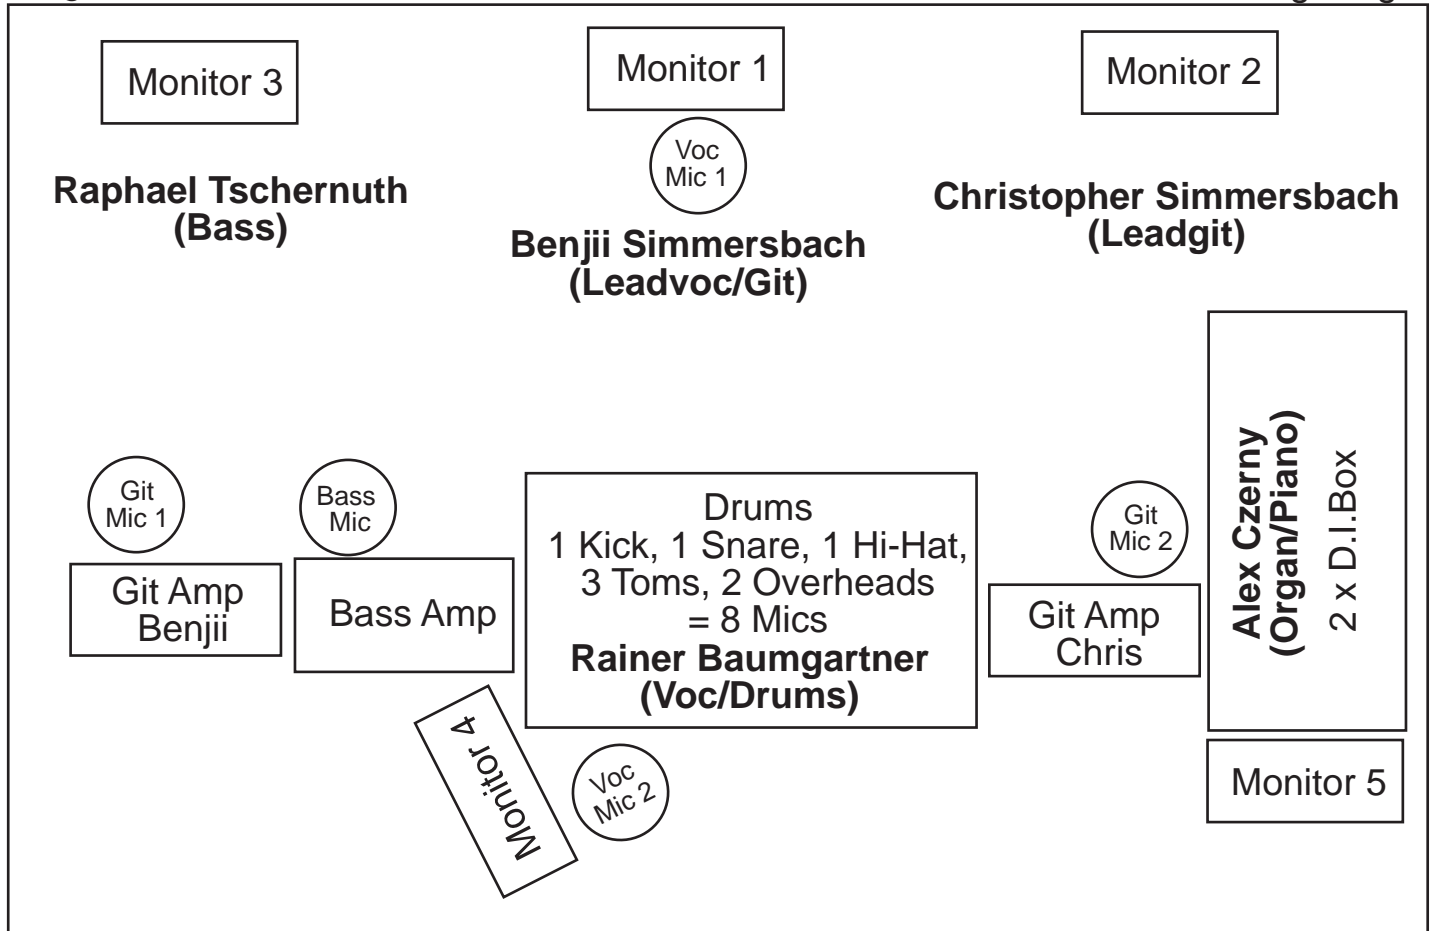 Monitor 3
Monitor 1
Monitor 2
Voc
Mic 1
Raphael Tschernuth
(Bass)
Benjii Simmersbach
(Leadvoc/Git)
Christopher Simmersbach
(Leadgit)
Git
Mic 1
Bass
Mic
Drums
1 Kick, 1 Snare, 1 Hi-Hat,
3 Toms, 2 Overheads
= 8 Mics
Rainer Baumgartner
(Voc/Drums)
Git
Mic 2
Alex Czerny
(Organ/Piano)
2 x D.I.Box
Git Amp
Benjii
Bass Amp
Git Amp
Chris
Monitor 4
Voc
Mic 2
Monitor 5